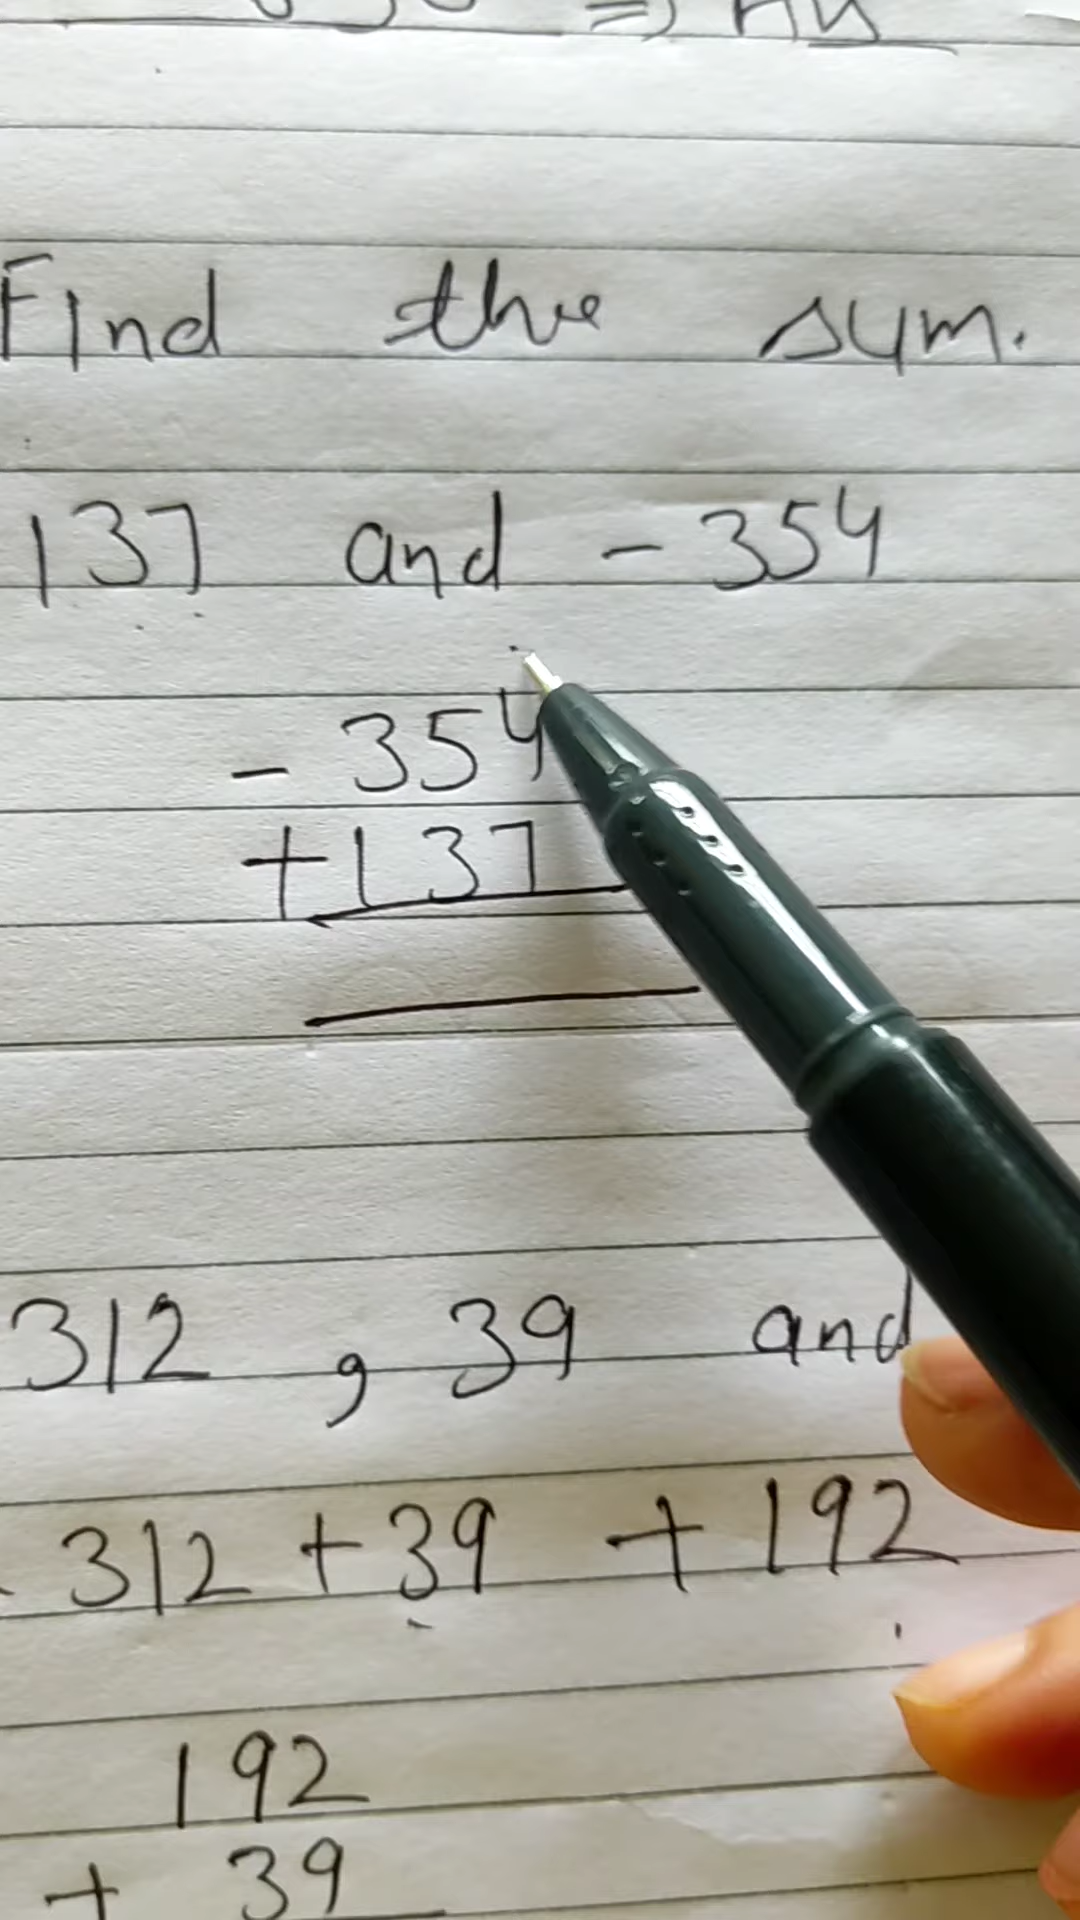 Find the sum.
137 and - 354
- 354
+ 137
312 , 39 and
- 312 + 39 + 192
192
+ 39